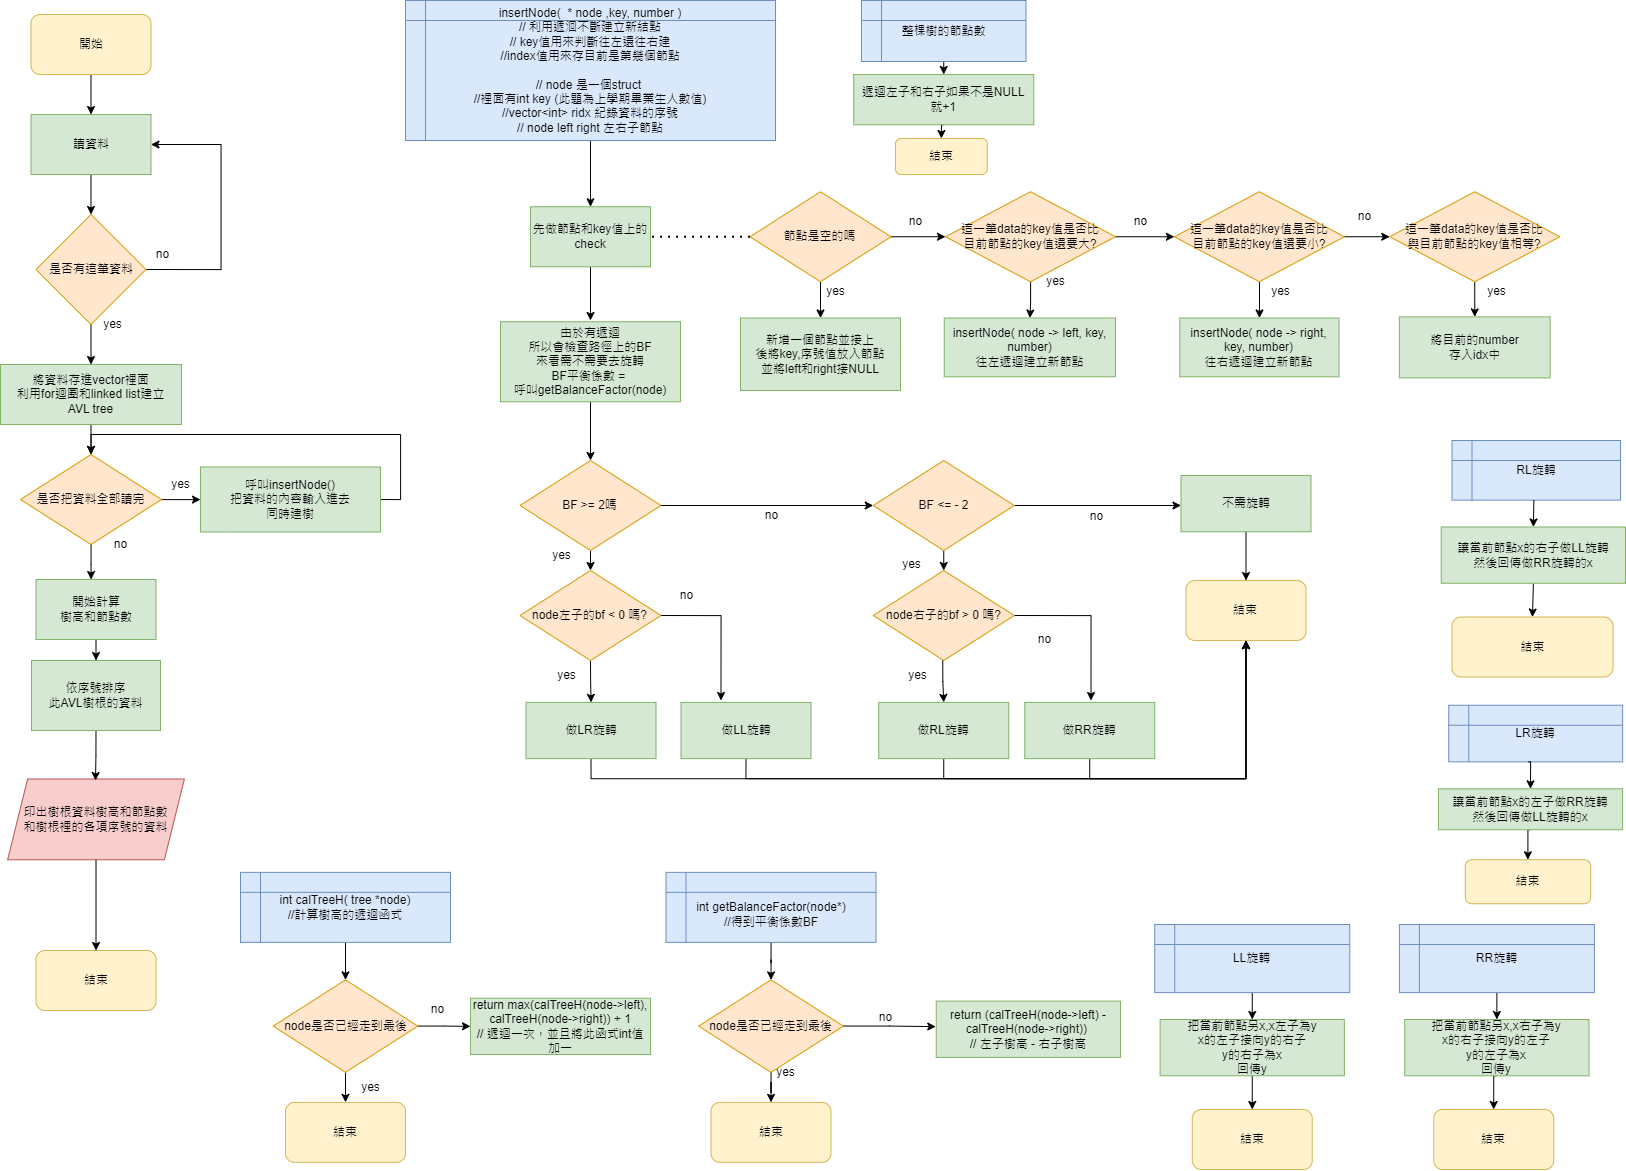 開始
讀資料
是否有這筆資料
no
yes
將資料存進vector裡面
利用for迴圈和linked list建立
AVL tree
是否把資料全部讀完
yes
呼叫insertNode()
把資料的內容輸入進去
同時建樹
no
開始計算
樹高和節點數
依序號排序
此AVL樹根的資料
印出樹根資料樹高和節點數
和樹根裡的各項序號的資料
結束
insertNode(  * node ,key, number )
// 利用遞迴不斷建立新結點
// key值用來判斷往左還往右建
//index值用來存目前是第幾個節點
// node 是一個struct
//裡面有int key (此題為上學期畢業生人數值)
//vector<int> ridx 紀錄資料的序號
// node left right 左右子節點
先做節點和key值上的
check
節點是空的嗎
no
這一筆data的key值是否比
目前節點的key值還要大?
no
這一筆data的key值是否比
目前節點的key值還要小?
no
這一筆data的key值是否比
與目前節點的key值相等?
yes
yes
yes
yes
新增一個節點並接上
後將key,序號值放入節點
並將left和right接NULL
insertNode( node -> left, key,
number)
往左遞迴建立新節點
insertNode( node -> right,
key, number)
往右遞迴建立新節點
將目前的number
存入idx中
由於有遞迴
所以會檢查路徑上的BF
來看需不需要去旋轉
BF平衡係數 =
呼叫getBalanceFactor(node)
BF >= 2嗎
no
BF <= - 2
no
不需旋轉
yes
yes
node左子的bf < 0 嗎?
no
node右子的bf > 0 嗎?
no
結束
yes
yes
做LR旋轉
做LL旋轉
做RL旋轉
做RR旋轉
整棵樹的節點數
遞迴左子和右子如果不是NULL
就+1
結束
RL旋轉
讓當前節點x的右子做LL旋轉
然後回傳做RR旋轉的x
結束
LR旋轉
讓當前節點x的左子做RR旋轉
然後回傳做LL旋轉的x
結束
int calTreeH( tree *node)
//計算樹高的遞迴函式
node是否已經走到最後
no
return max(calTreeH(node->left),
calTreeH(node->right)) + 1
// 遞迴一次，並且將此函式int值
加一
yes
結束
int getBalanceFactor(node*)
//得到平衡係數BF
node是否已經走到最後
no
return (calTreeH(node->left) -
calTreeH(node->right))
// 左子樹高 - 右子樹高
yes
結束
LL旋轉
把當前節點另x,x左子為y
x的左子接向y的右子
y的右子為x
回傳y
結束
RR旋轉
把當前節點另x,x右子為y
x的右子接向y的左子
y的左子為x
回傳y
結束